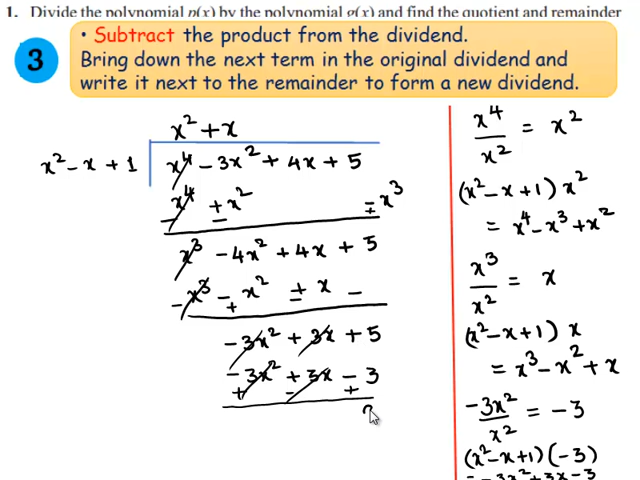 1. Divide the polynomial p(x) by the polynomial g(x) and find the quotient and remainder
• Subtract the product from the dividend.
3 Bring down the next term in the original dividend and
write it next to the remainder to form a new dividend.
x² + x
x² - x + 1 x⁴ - 3x² + 4x + 5
x⁴ + x² - x³
- - +
x³ - 4x² + 4x + 5
x³ - x² + x
- + - -
-3x² + 3x + 5
-3x² + 3x - 3
+ - +
x⁴/x² = x²
(x² - x + 1) x²
= x⁴ - x³ + x²
x³/x² = x
(x² - x + 1) x
= x³ - x² + x
-3x²/x² = -3
(x² - x + 1)(-3)
= -3x² + 3x - 3